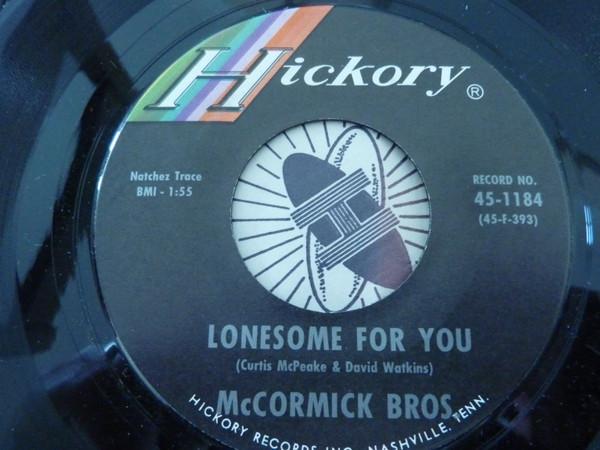 Hickory®
Natchez Trace
BMI - 1:55
RECORD NO.
45-1184
(45-F-393)
LONESOME FOR YOU
(Curtis McPeake & David Watkins)
McCORMICK BROS.
HICKORY RECORDS INC. NASHVILLE, TENN.